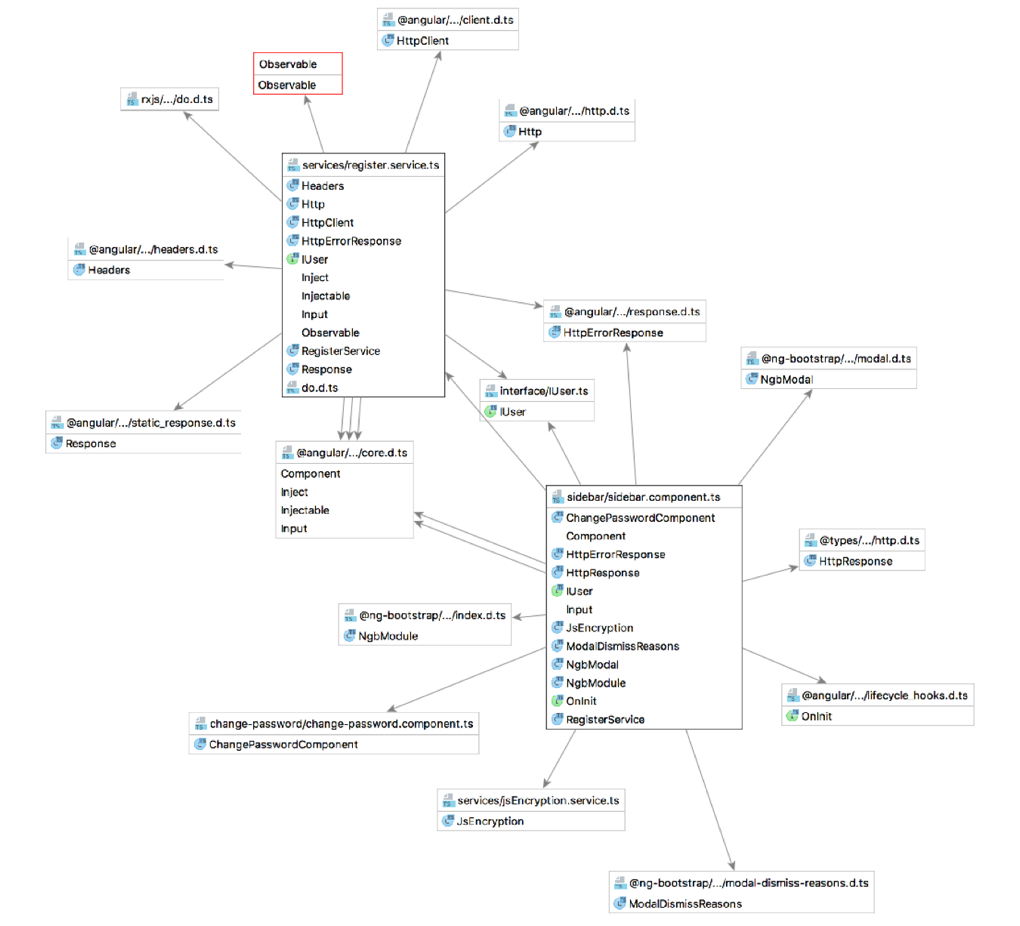 @angular/.../client.d.ts
HttpClient
Observable
Observable
rxjs/.../do.d.ts
@angular/.../http.d.ts
Http
services/register.service.ts
Headers
Http
HttpClient
HttpErrorResponse
IUser
Inject
Injectable
Input
Observable
RegisterService
Response
do.d.ts
@angular/.../headers.d.ts
Headers
@angular/.../response.d.ts
HttpErrorResponse
@ng-bootstrap/.../modal.d.ts
NgbModal
interface/IUser.ts
IUser
@angular/.../static_response.d.ts
Response
@angular/.../core.d.ts
Component
Inject
Injectable
Input
sidebar/sidebar.component.ts
ChangePasswordComponent
Component
HttpErrorResponse
HttpResponse
IUser
Input
JsEncryption
ModalDismissReasons
NgbModal
NgbModule
OnInit
RegisterService
@types/.../http.d.ts
HttpResponse
@ng-bootstrap/.../index.d.ts
NgbModule
@angular/.../lifecycle_hooks.d.ts
OnInit
change-password/change-password.component.ts
ChangePasswordComponent
services/jsEncryption.service.ts
JsEncryption
@ng-bootstrap/.../modal-dismiss-reasons.d.ts
ModalDismissReasons